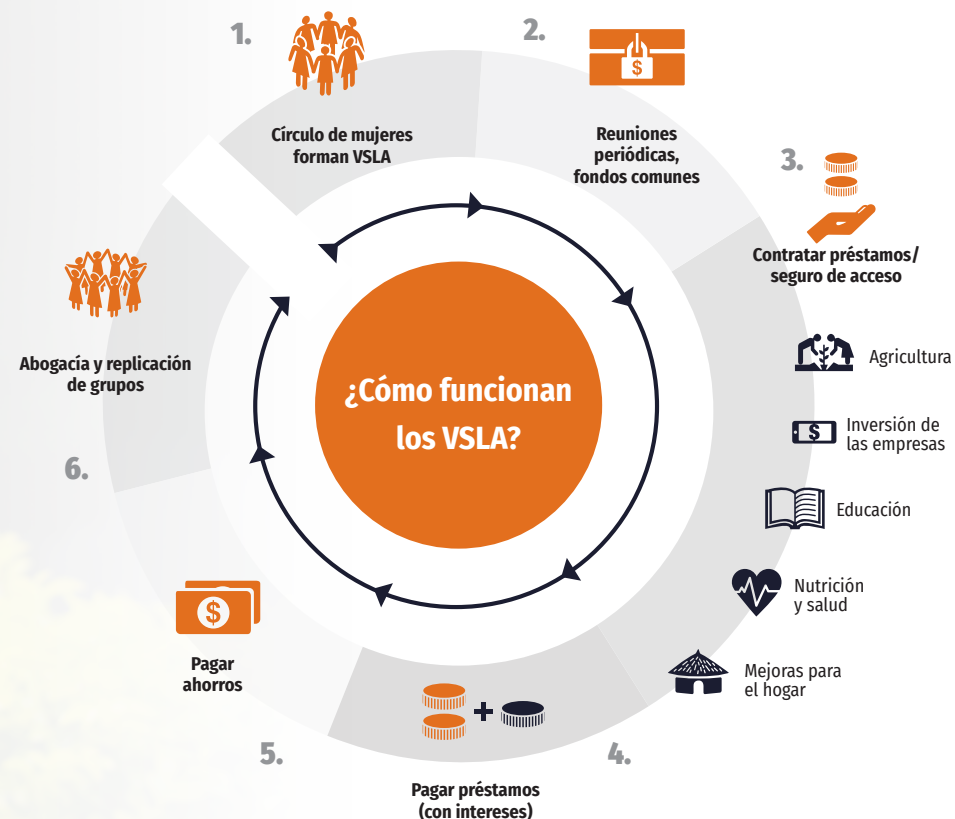 1.
Círculo de mujeres
forman VSLA
2.
$
Reuniones
periódicas,
fondos comunes
3.
Contratar préstamos/
seguro de acceso
Agricultura
$
Inversión de
las empresas
Educación
Nutrición
y salud
Mejoras para
el hogar
4.
+
Pagar préstamos
(con intereses)
5.
$
Pagar
ahorros
6.
Abogacía y replicación
de grupos
¿Cómo funcionan
los VSLA?